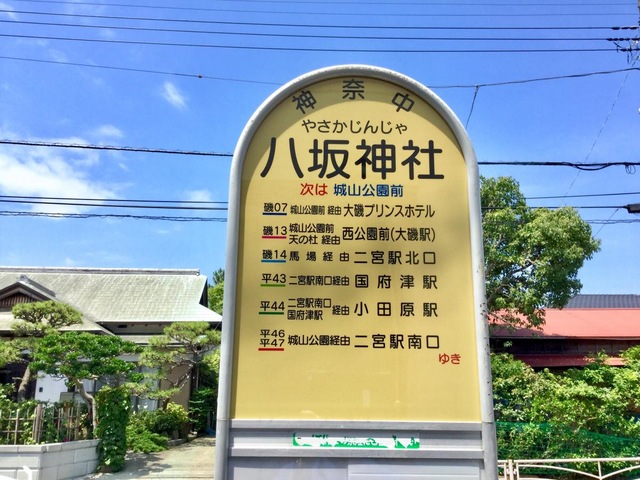 神奈中
やさかじんじゃ
八坂神社
次は 城山公園前
磯07 城山公園前 経由 大磯プリンスホテル
磯13 城山公園前 天の杜 経由 西公園前(大磯駅)
磯14 馬場 経由 二宮駅北口
平43 二宮駅南口経由 国府津駅
平44 二宮駅南口 国府津駅 経由 小田原駅
平46 平47 城山公園経由 二宮駅南口
ゆき